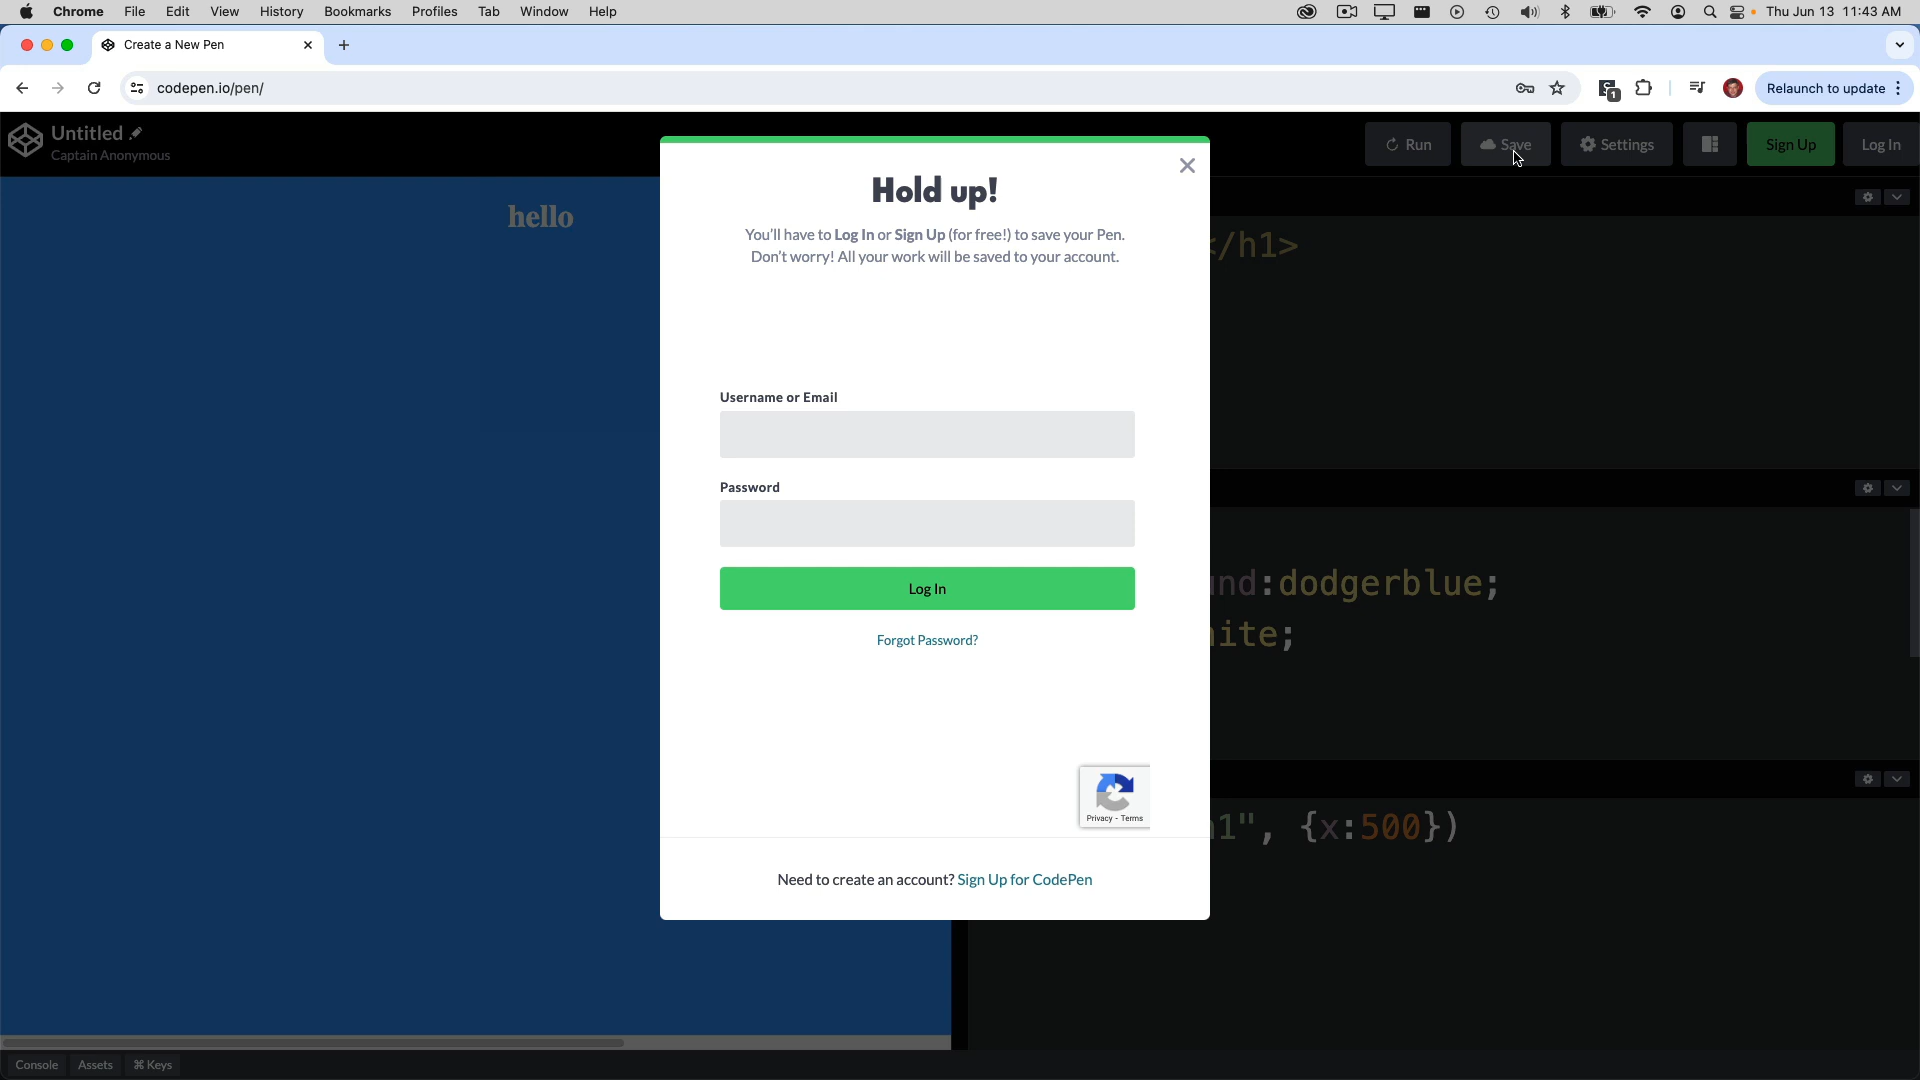 Chrome File Edit View History Bookmarks Profiles Tab Window Help Thu Jun 13 11:43 AM
Create a New Pen
codepen.io/pen/ 1 Relaunch to update
Untitled
Captain Anonymous
Run Save Settings Sign Up Log In
Hold up!
You'll have to Log In or Sign Up (for free!) to save your Pen.
Don't worry! All your work will be saved to your account.
hello
</h1>
Username or Email
Password
Log In
Forgot Password?
und:dodgerblue;
ite;
Privacy - Terms
1", {x:500})
Need to create an account? Sign Up for CodePen
Console Assets ⌘ Keys